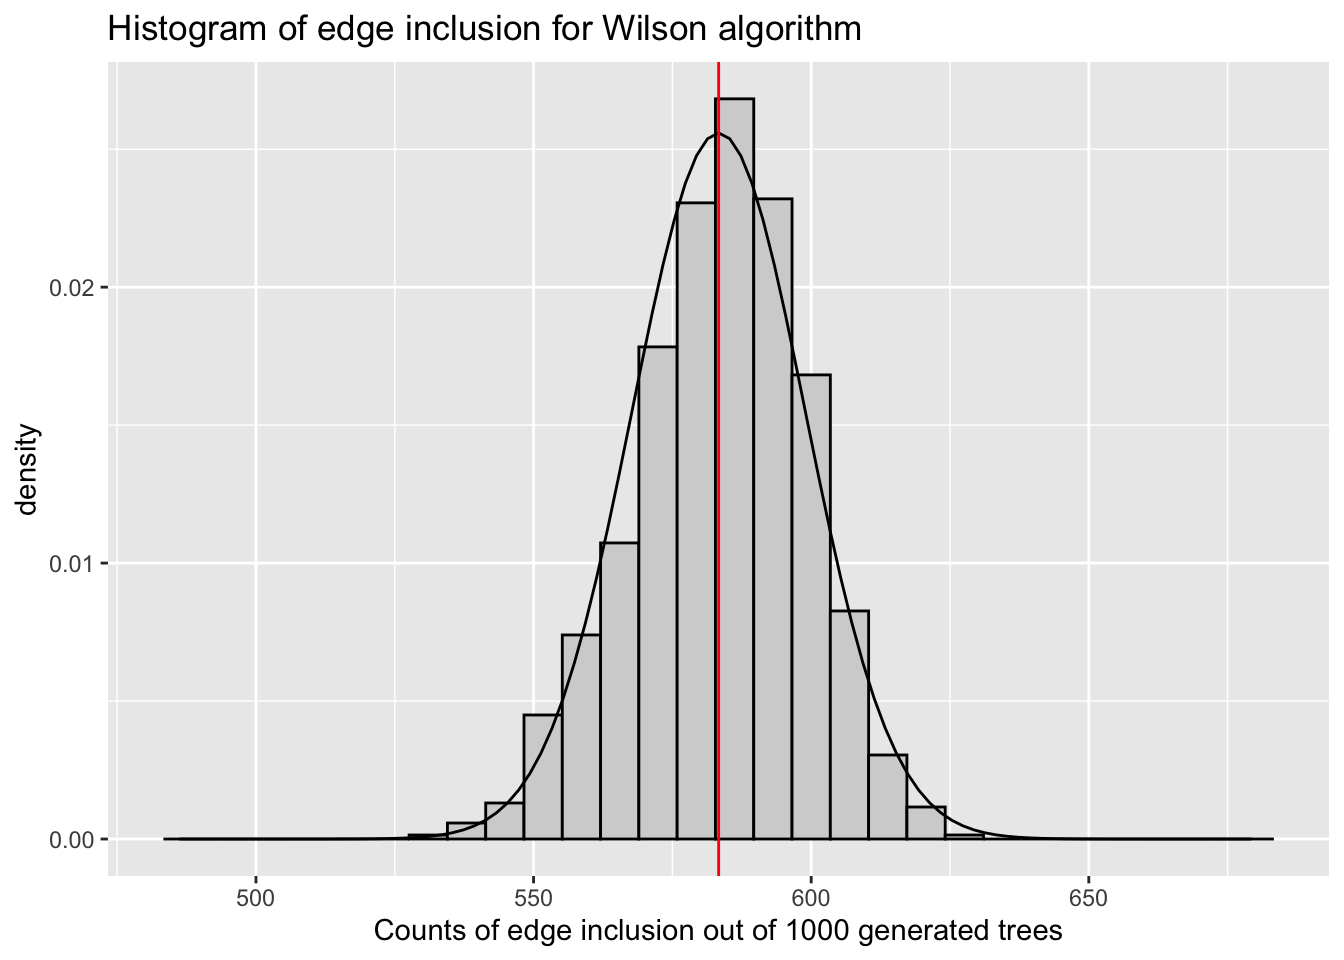 Histogram of edge inclusion for Wilson algorithm
density
0.02
0.01
0.00
500 550 600 650
Counts of edge inclusion out of 1000 generated trees